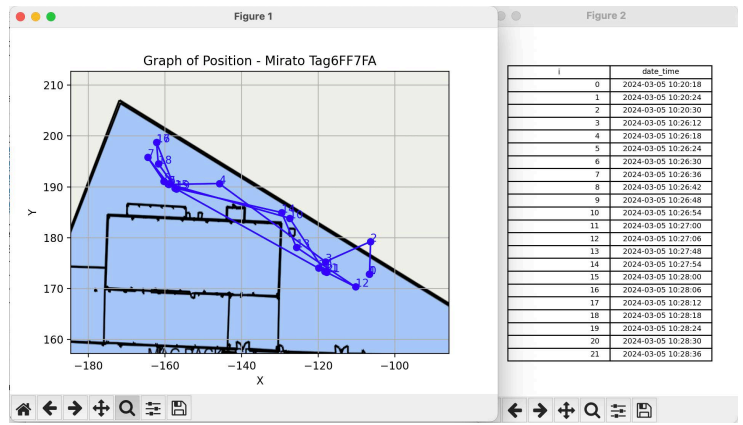 Figure 1
Graph of Position - Mirato Tag6FF7FA
210
200
190
180
170
160
Y
−180
−160
−140
−120
−100
X
7
4
2
3
13
12
Figure 2
i date_time
0 2024-03-05 10:20:18
1 2024-03-05 10:20:24
2 2024-03-05 10:20:30
3 2024-03-05 10:26:12
4 2024-03-05 10:26:18
5 2024-03-05 10:26:24
6 2024-03-05 10:26:30
7 2024-03-05 10:26:36
8 2024-03-05 10:26:42
9 2024-03-05 10:26:48
10 2024-03-05 10:26:54
11 2024-03-05 10:27:00
12 2024-03-05 10:27:06
13 2024-03-05 10:27:48
14 2024-03-05 10:27:54
15 2024-03-05 10:28:00
16 2024-03-05 10:28:06
17 2024-03-05 10:28:12
18 2024-03-05 10:28:18
19 2024-03-05 10:28:24
20 2024-03-05 10:28:30
21 2024-03-05 10:28:36